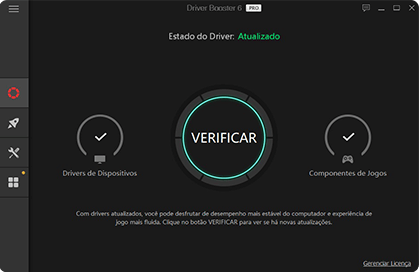 Driver Booster 6 PRO
Estado do Driver: Atualizado
VERIFICAR
Drivers de Dispositivos
Componentes de Jogos
Com drivers atualizados, você pode desfrutar de desempenho mais estável do computador e experiência de
jogo mais fluída. Clique no botão VERIFICAR para ver se há novas atualizações.
Gerenciar Licença